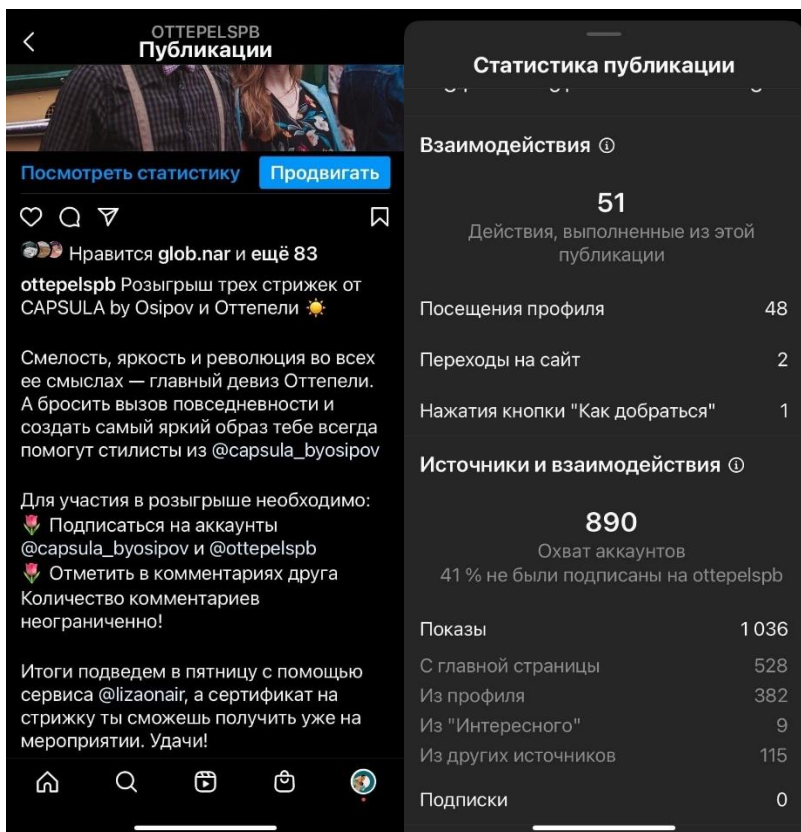 OTTEPELSPB
Публикации
Посмотреть статистику
Продвигать
Нравится glob.nar и ещё 83
ottepelspb Розыгрыш трех стрижек от
CAPSULA by Osipov и Оттепели ☀️
Смелость, яркость и революция во всех
ее смыслах — главный девиз Оттепели.
А бросить вызов повседневности и
создать самый яркий образ тебе всегда
помогут стилисты из @capsula_byosipov
Для участия в розыгрыше необходимо:
🌷 Подписаться на аккаунты
@capsula_byosipov и @ottepelspb
🌷 Отметить в комментариях друга
Количество комментариев
неограниченно!
Итоги подведем в пятницу с помощью
сервиса @lizaonair, а сертификат на
стрижку ты сможешь получить уже на
мероприятии. Удачи!
Статистика публикации
Взаимодействия
51
Действия, выполненные из этой
публикации
Посещения профиля 48
Переходы на сайт 2
Нажатия кнопки "Как добраться" 1
Источники и взаимодействия
890
Охват аккаунтов
41 % не были подписаны на ottepelspb
Показы 1 036
С главной страницы 528
Из профиля 382
Из "Интересного" 9
Из других источников 115
Подписки 0